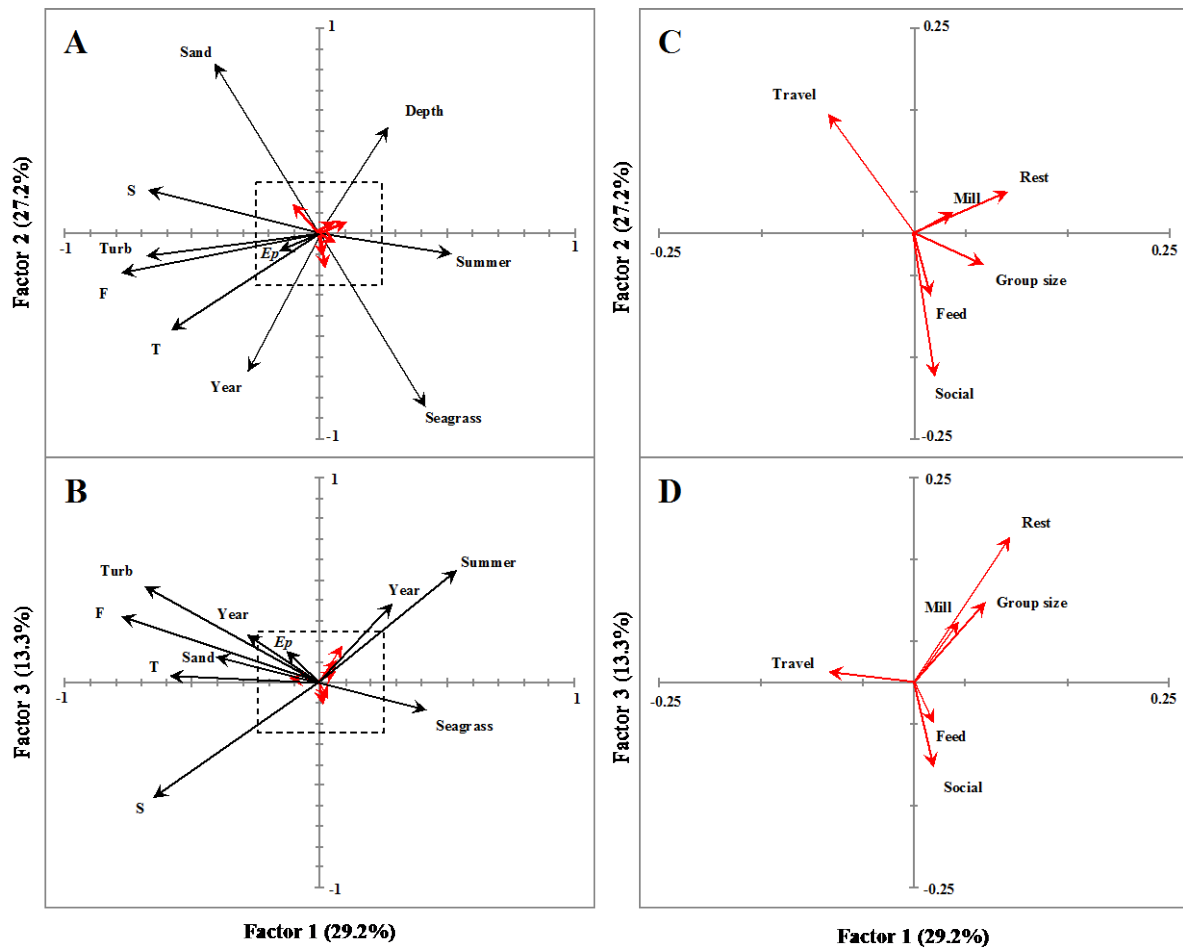 A
1
Sand
Depth
S
-1
1
Turb
Ep
Summer
F
T
Year
Seagrass
-1
Factor 2 (27.2%)
C
0.25
Travel
Rest
Mill
-0.25
0.25
Group size
Feed
Social
-0.25
Factor 2 (27.2%)
B
1
Turb
Summer
Year
Year
F
Ep
Sand
T
-1
1
Seagrass
S
-1
Factor 3 (13.3%)
Factor 1 (29.2%)
D
0.25
Rest
Group size
Mill
Travel
-0.25
0.25
Feed
Social
-0.25
Factor 3 (13.3%)
Factor 1 (29.2%)